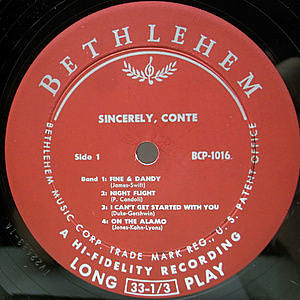 BETHLEHEM
SINCERELY, CONTE
Side 1 BCP-1016
Band 1: FINE & DANDY
(James-Swift)
2: NIGHT FLIGHT
(P. Candoli)
3: I CAN'T GET STARTED WITH YOU
(Duke-Gershwin)
4: ON THE ALAMO
(Jones-Kahn-Lyons)
BETHLEHEM MUSIC CORP. TRADE MARK REG., U.S. PATENT OFFICE
A HI-FIDELITY RECORDING
LONG 33-1/3 PLAY